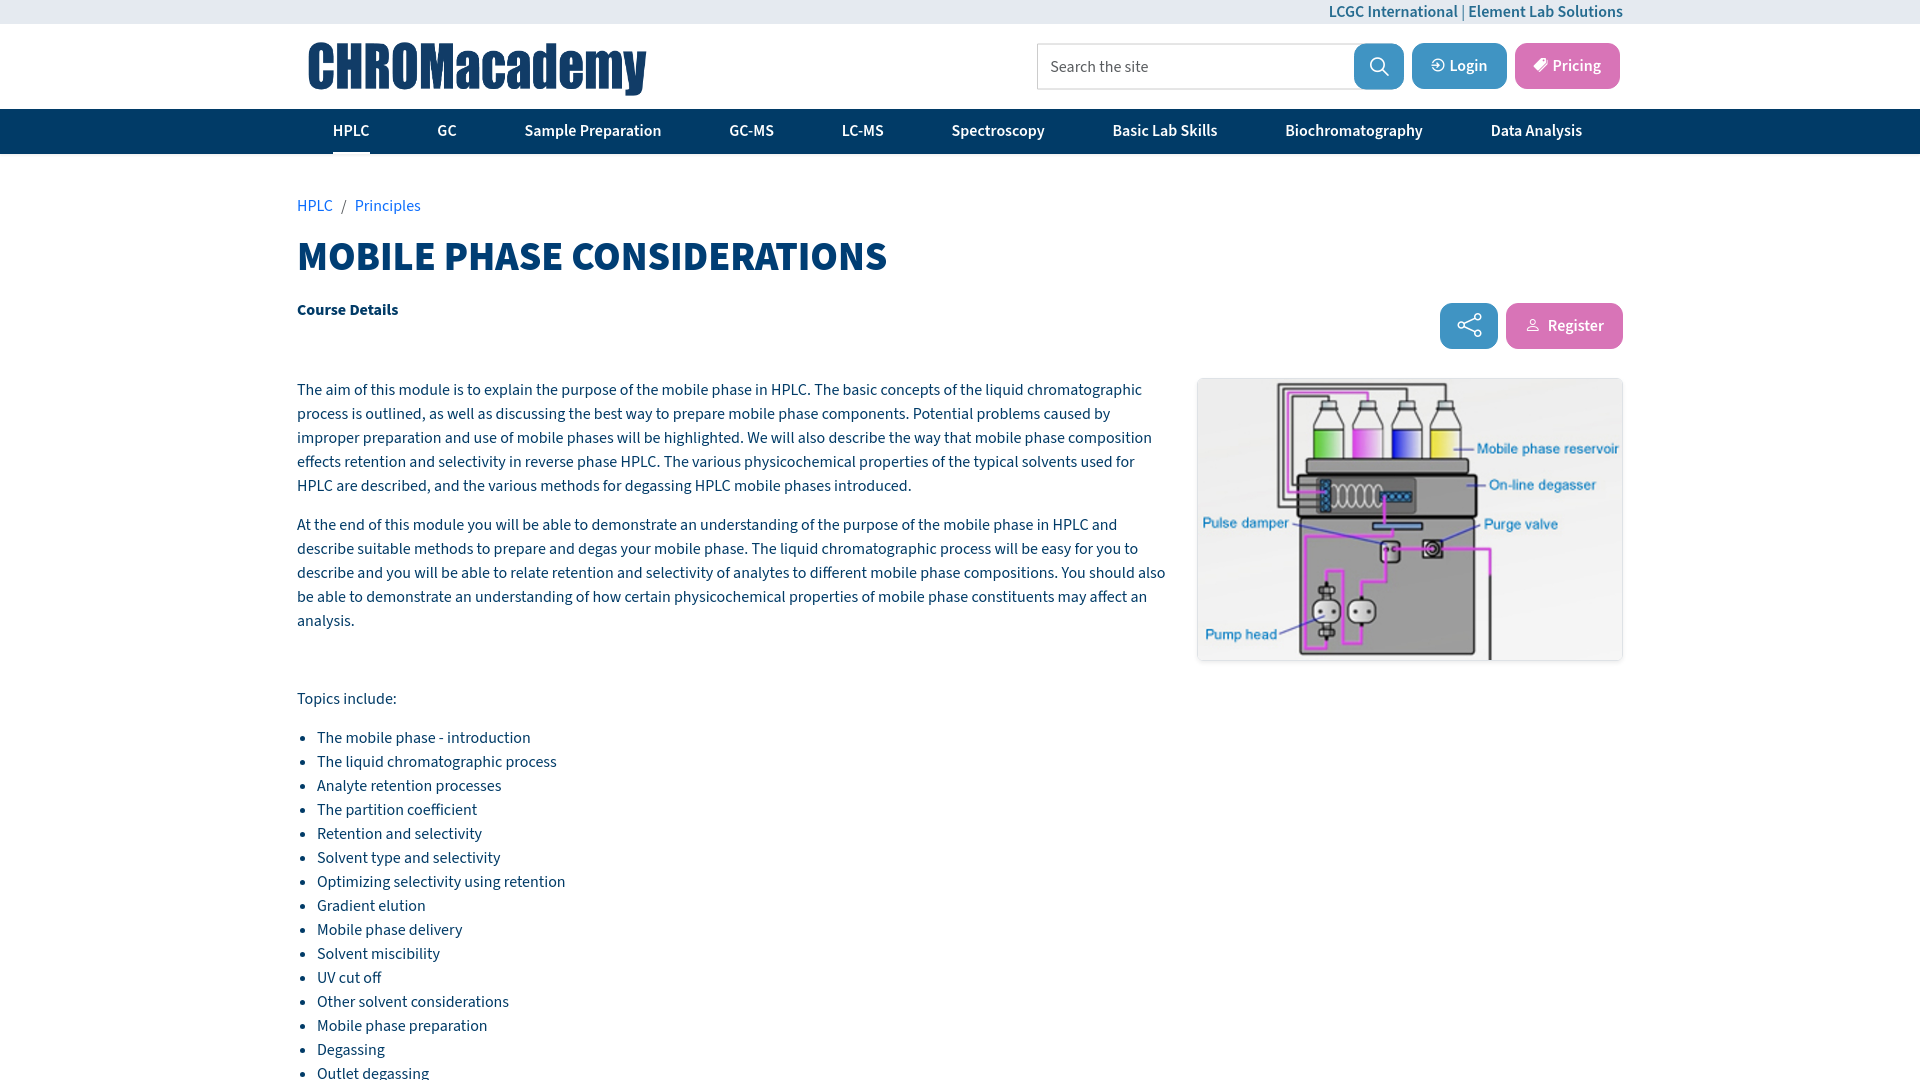 LCGC International | Element Lab Solutions
CHROMacademy
Search the site
Login
Pricing
HPLC
GC
Sample Preparation
GC-MS
LC-MS
Spectroscopy
Basic Lab Skills
Biochromatography
Data Analysis
HPLC / Principles
MOBILE PHASE CONSIDERATIONS
Course Details
Register
The aim of this module is to explain the purpose of the mobile phase in HPLC. The basic concepts of the liquid chromatographic
process is outlined, as well as discussing the best way to prepare mobile phase components. Potential problems caused by
improper preparation and use of mobile phases will be highlighted. We will also describe the way that mobile phase composition
effects retention and selectivity in reverse phase HPLC. The various physicochemical properties of the typical solvents used for
HPLC are described, and the various methods for degassing HPLC mobile phases introduced.
At the end of this module you will be able to demonstrate an understanding of the purpose of the mobile phase in HPLC and
describe suitable methods to prepare and degas your mobile phase. The liquid chromatographic process will be easy for you to
describe and you will be able to relate retention and selectivity of analytes to different mobile phase compositions. You should also
be able to demonstrate an understanding of how certain physicochemical properties of mobile phase constituents may affect an
analysis.
Mobile phase reservoir
On-line degasser
Pulse damper
Purge valve
Pump head
Topics include:
• The mobile phase - introduction
• The liquid chromatographic process
• Analyte retention processes
• The partition coefficient
• Retention and selectivity
• Solvent type and selectivity
• Optimizing selectivity using retention
• Gradient elution
• Mobile phase delivery
• Solvent miscibility
• UV cut off
• Other solvent considerations
• Mobile phase preparation
• Degassing
• Outlet degassing